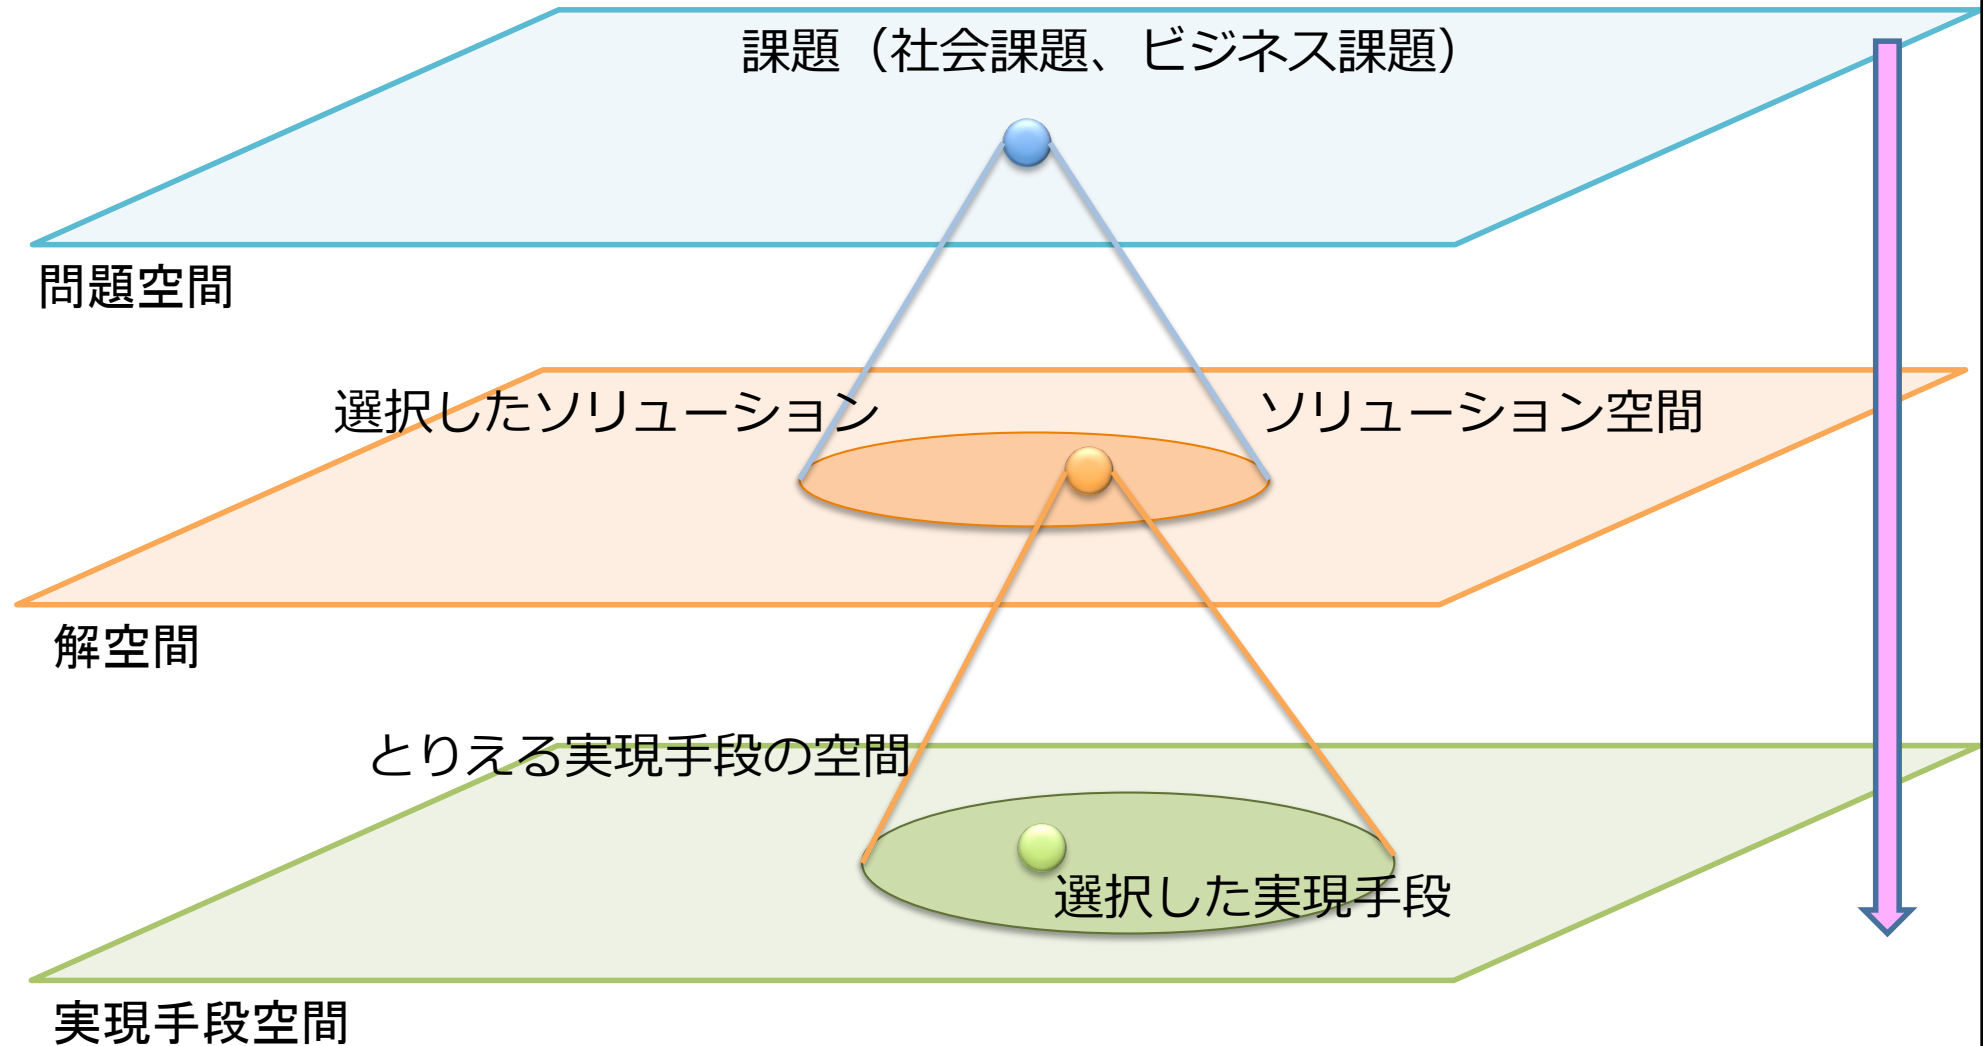 課題（社会課題、ビジネス課題）
問題空間
選択したソリューション
ソリューション空間
解空間
とりえる実現手段の空間
選択した実現手段
実現手段空間